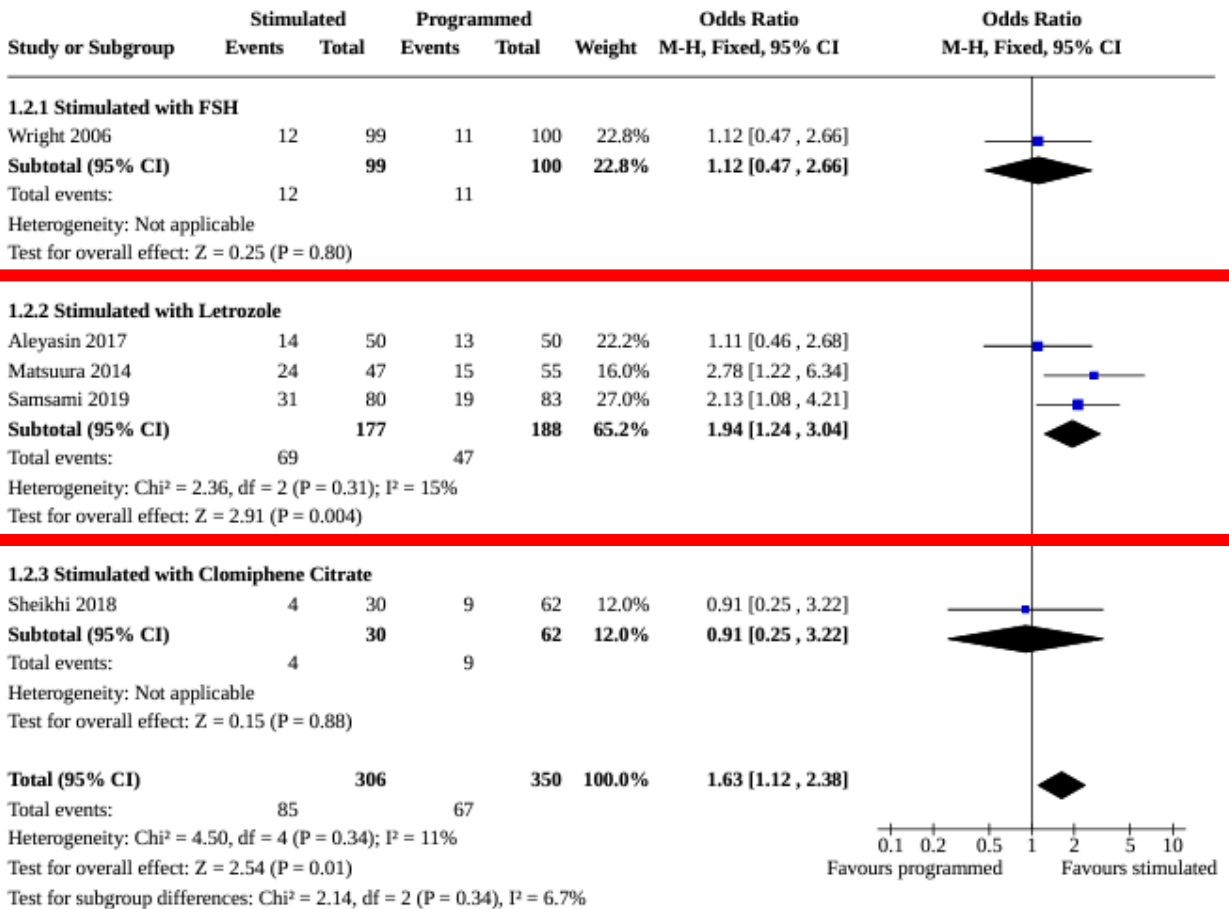 Stimulated Programmed Odds Ratio Odds Ratio
Study or Subgroup Events Total Events Total Weight M-H, Fixed, 95% CI M-H, Fixed, 95% CI
1.2.1 Stimulated with FSH
Wright 2006 12 99 11 100 22.8% 1.12 [0.47 , 2.66]
Subtotal (95% CI) 99 100 22.8% 1.12 [0.47 , 2.66]
Total events: 12 11
Heterogeneity: Not applicable
Test for overall effect: Z = 0.25 (P = 0.80)
1.2.2 Stimulated with Letrozole
Aleyasin 2017 14 50 13 50 22.2% 1.11 [0.46 , 2.68]
Matsuura 2014 24 47 15 55 16.0% 2.78 [1.22 , 6.34]
Samsami 2019 31 80 19 83 27.0% 2.13 [1.08 , 4.21]
Subtotal (95% CI) 177 188 65.2% 1.94 [1.24 , 3.04]
Total events: 69 47
Heterogeneity: Chi² = 2.36, df = 2 (P = 0.31); I² = 15%
Test for overall effect: Z = 2.91 (P = 0.004)
1.2.3 Stimulated with Clomiphene Citrate
Sheikhi 2018 4 30 9 62 12.0% 0.91 [0.25 , 3.22]
Subtotal (95% CI) 30 62 12.0% 0.91 [0.25 , 3.22]
Total events: 4 9
Heterogeneity: Not applicable
Test for overall effect: Z = 0.15 (P = 0.88)
Total (95% CI) 306 350 100.0% 1.63 [1.12 , 2.38]
Total events: 85 67
Heterogeneity: Chi² = 4.50, df = 4 (P = 0.34); I² = 11%
Test for overall effect: Z = 2.54 (P = 0.01)
Test for subgroup differences: Chi² = 2.14, df = 2 (P = 0.34), I² = 6.7%
0.1 0.2 0.5 1 2 5 10
Favours programmed Favours stimulated